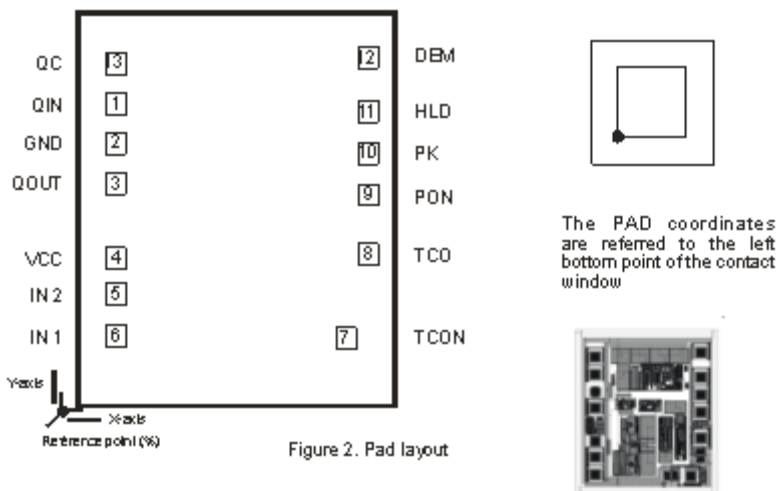 QC 13 12 DEM
QIN 1 11 HLD
GND 2 10 PK
QOUT 3 9 PON
VCC 4 8 TCO
IN 2 5
IN 1 6 7 TCON
Y-axis
X-axis
Reference point (%)
Figure 2. Pad layout
The PAD coordinates
are referred to the left
bottom point of the contact
window